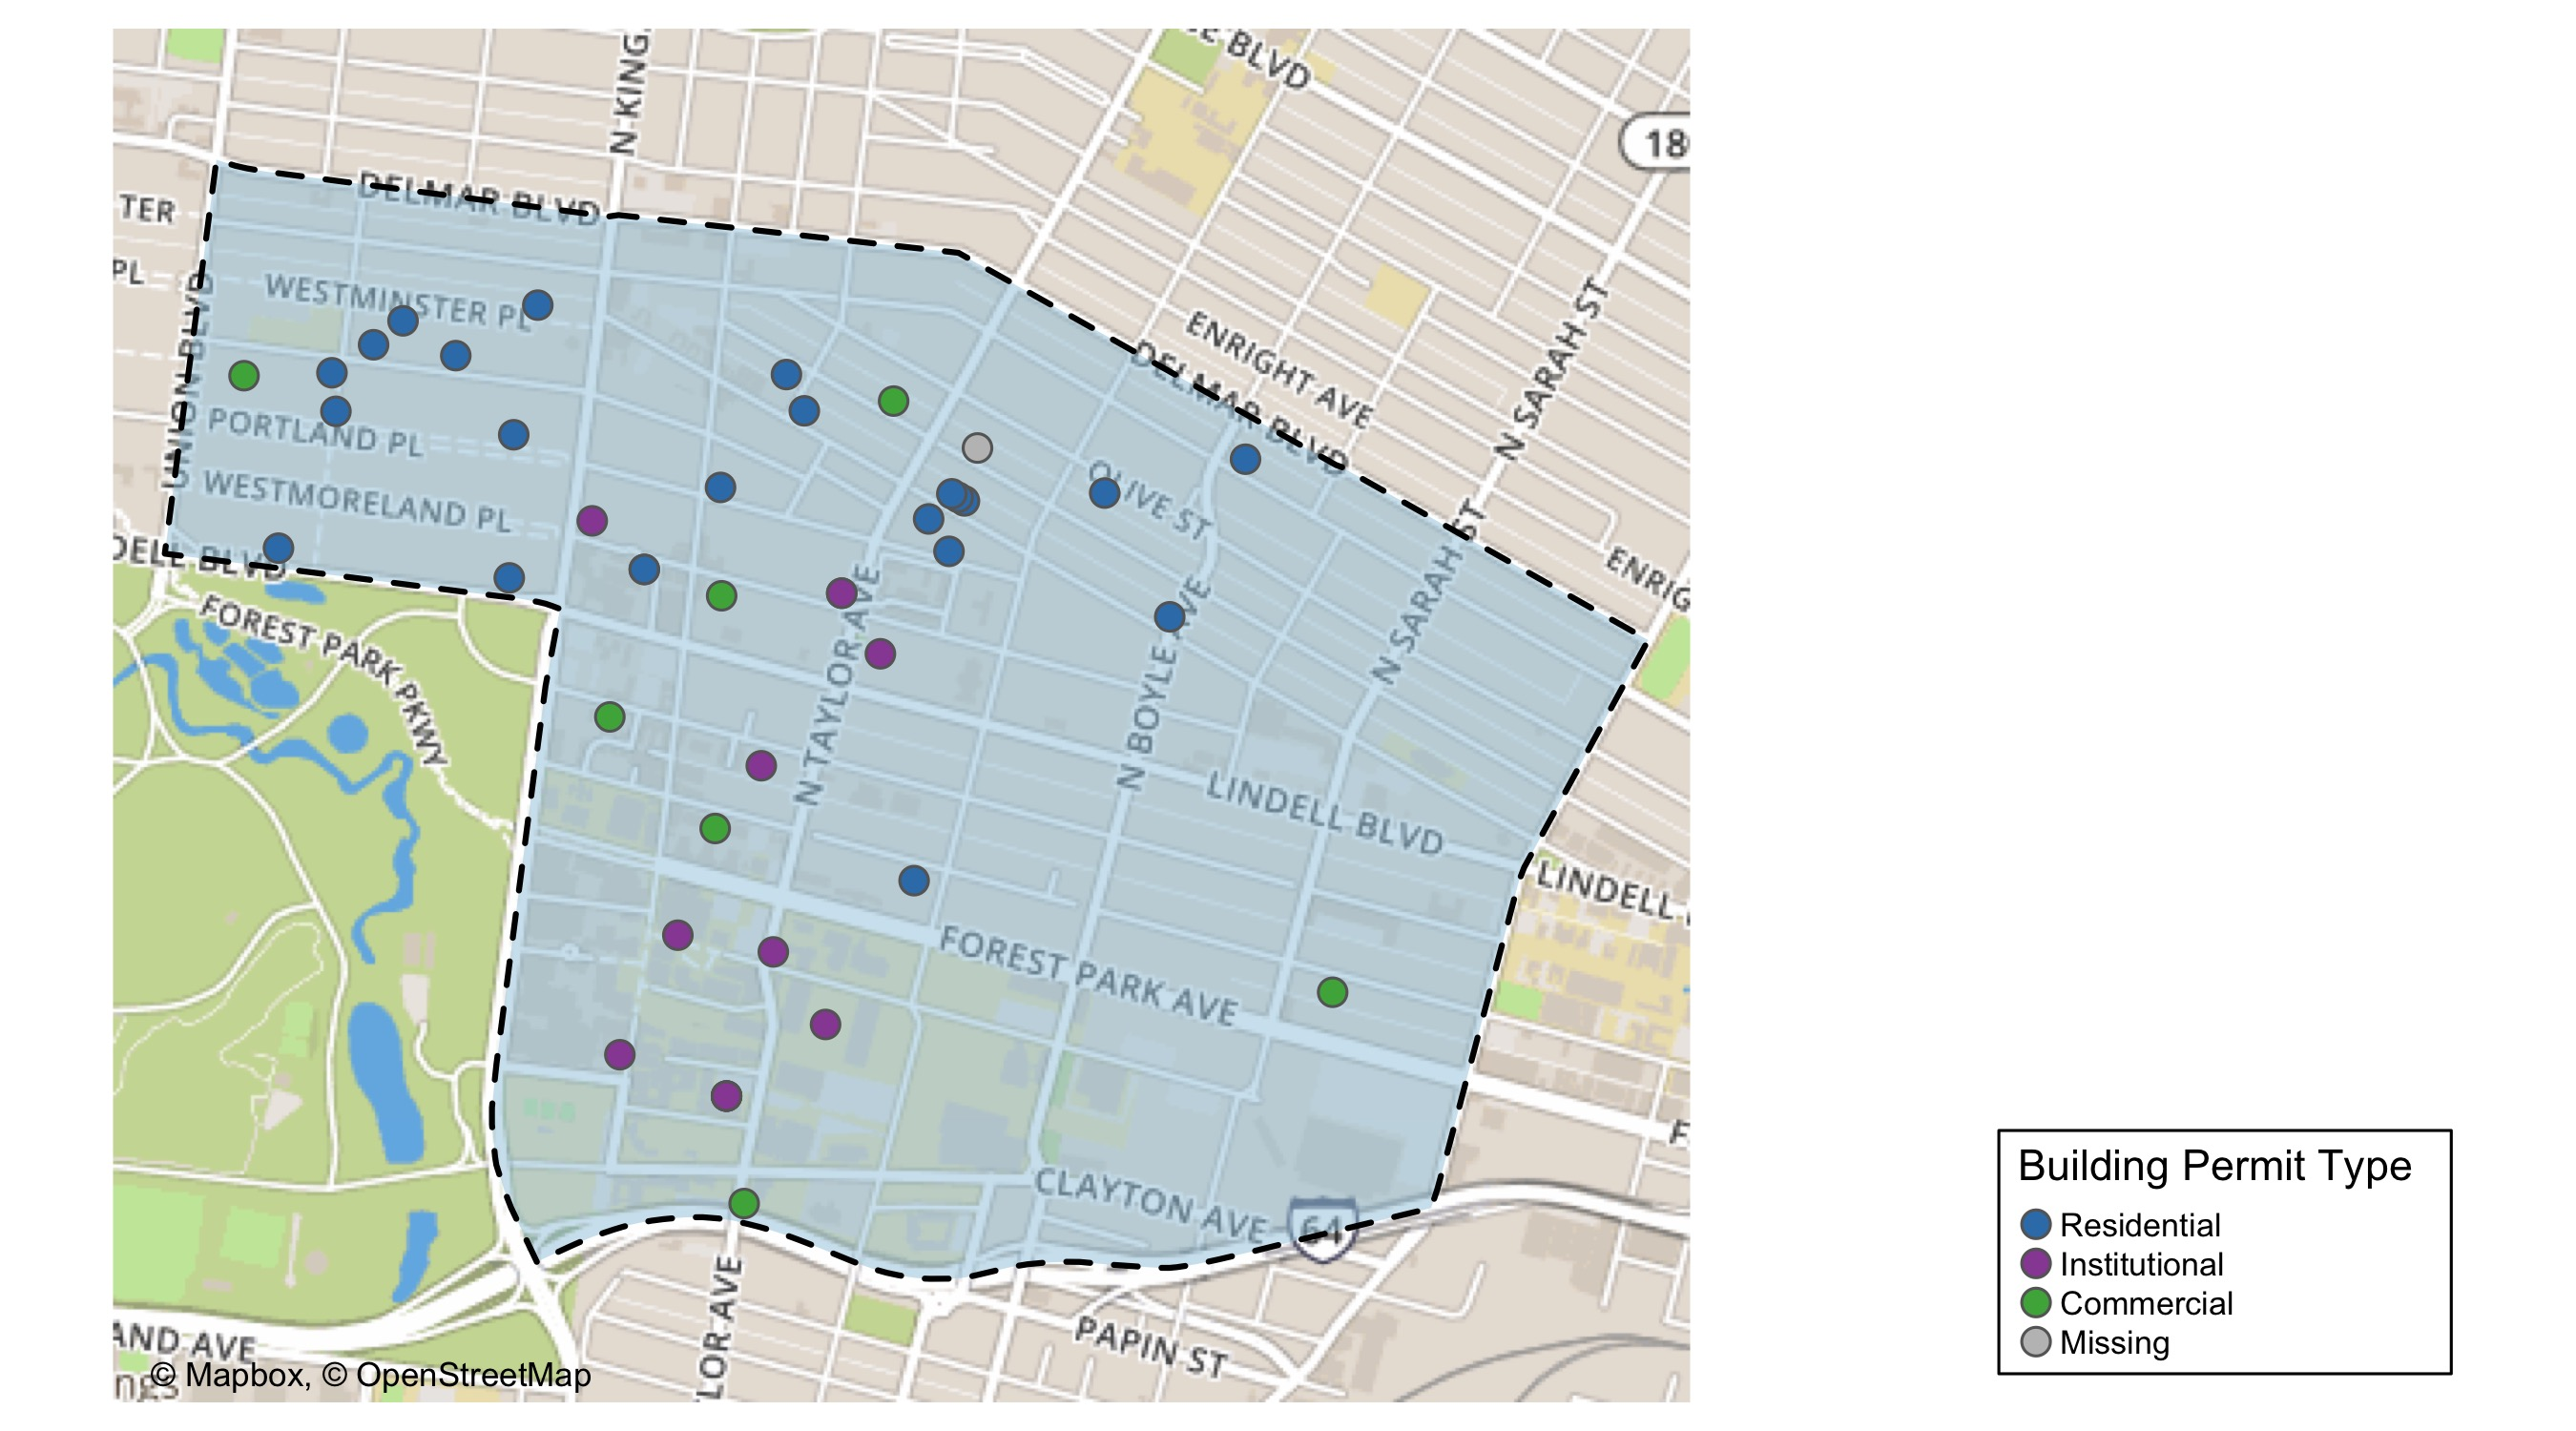 BLVD
N KING
18
TER
DELMAR BLVD
PL
WESTMINSTER PL
UNION BLVD
ENRIGHT AVE
N SARAH ST
DELMAR BLVD
PORTLAND PL
OLIVE ST
WESTMORELAND PL
N SARAH ST
DELL BLVD
ENRIG
FOREST PARK PKWY
N TAYLOR AVE
N BOYLE AVE
LINDELL BLVD
LINDELL
FOREST PARK AVE
F
CLAYTON AVE
64
LOR AVE
PAPIN ST
AND AVE
© Mapbox, © OpenStreetMap
Building Permit Type
Residential
Institutional
Commercial
Missing